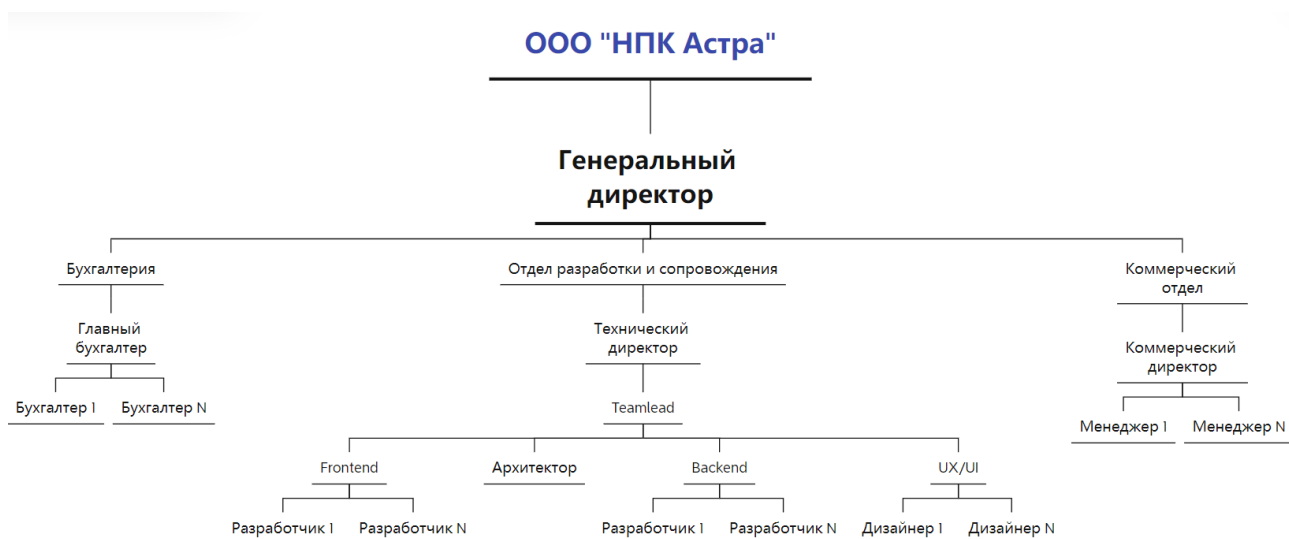 ООО "НПК Астра"
Генеральный
директор
Бухгалтерия
Отдел разработки и сопровождения
Коммерческий
отдел
Главный
бухгалтер
Технический
директор
Коммерческий
директор
Бухгалтер 1
Бухгалтер N
Teamlead
Менеджер 1
Менеджер N
Frontend
Архитектор
Backend
UX/UI
Разработчик 1
Разработчик N
Разработчик 1
Разработчик N
Дизайнер 1
Дизайнер N